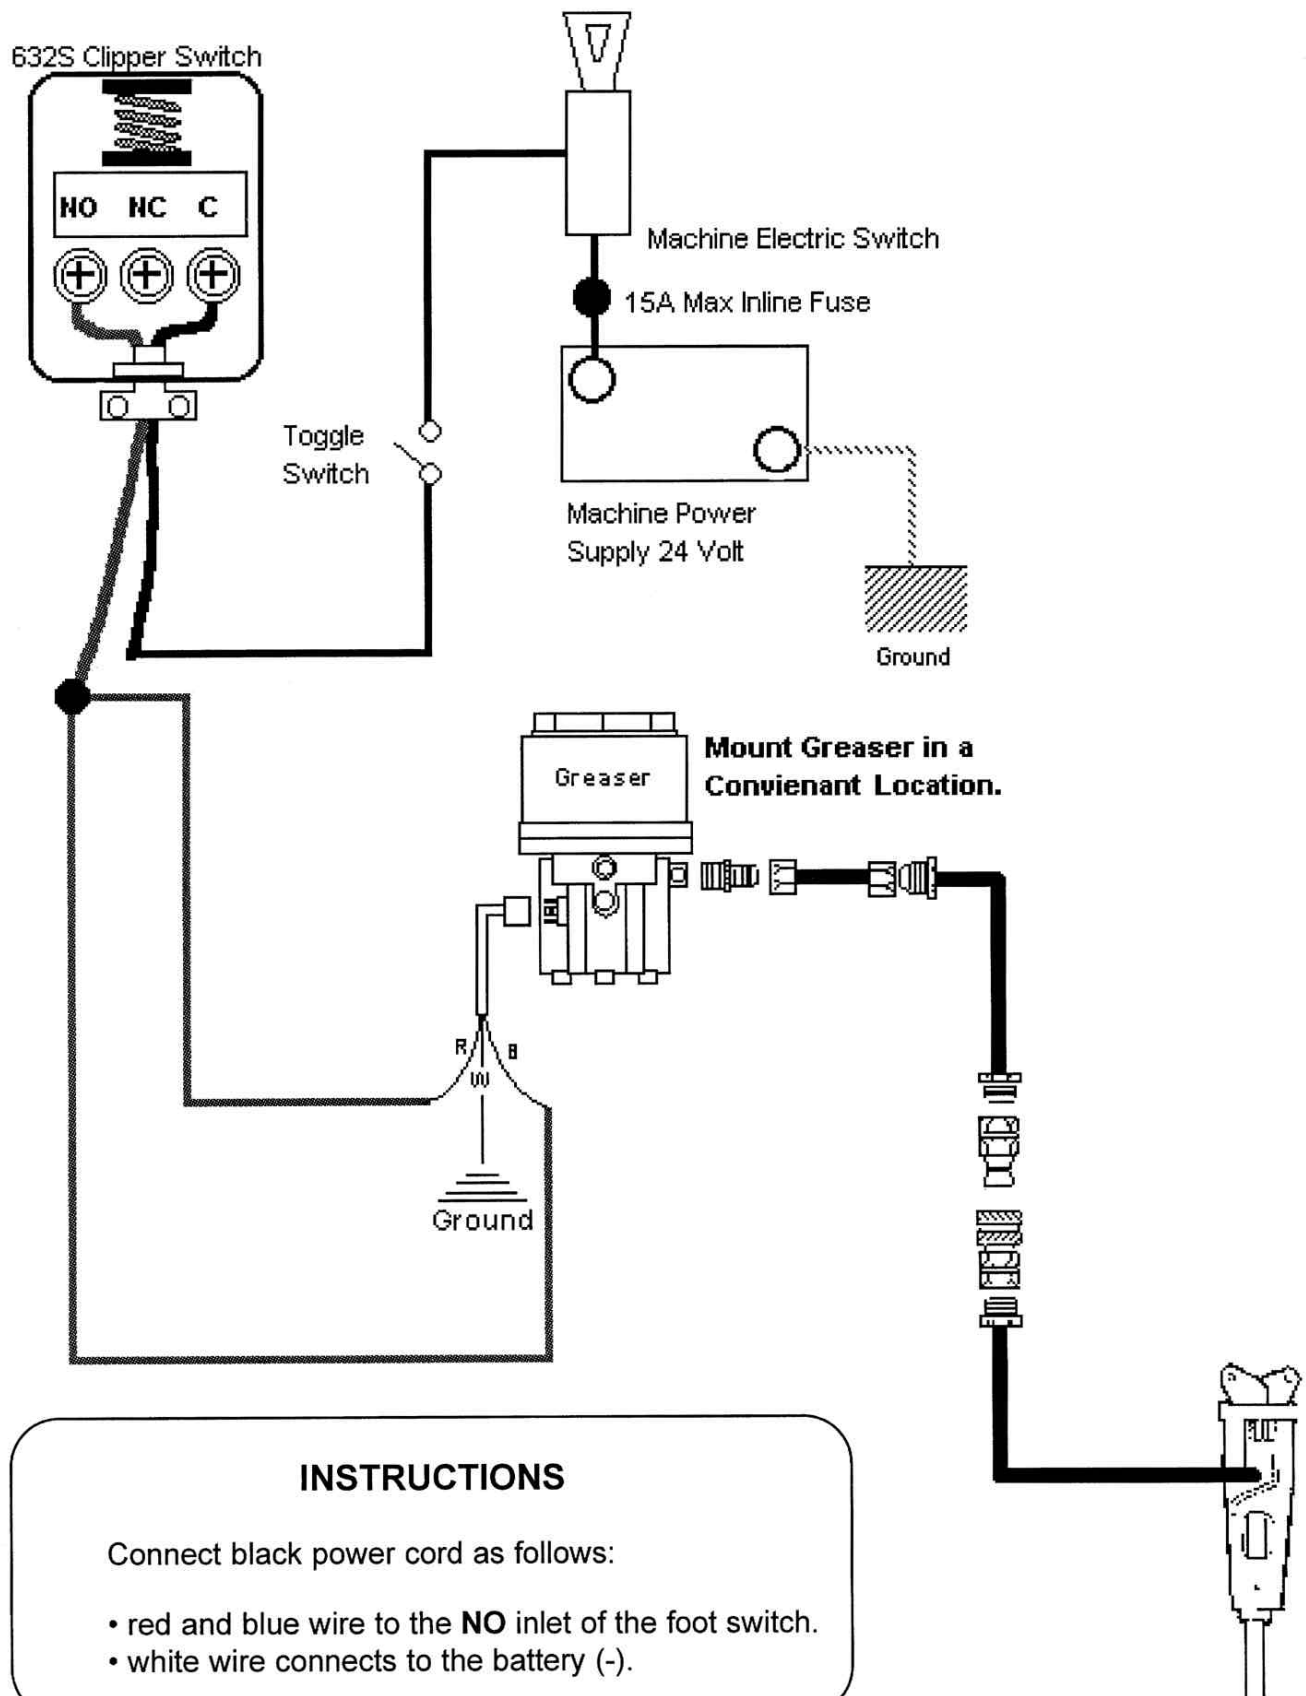 632S Clipper Switch
NO NC C
Machine Electric Switch
15A Max Inline Fuse
Toggle
Switch
Machine Power
Supply 24 Volt
Ground
Greaser
Mount Greaser in a
Convienant Location.
R
B
W
Ground
INSTRUCTIONS
Connect black power cord as follows:
• red and blue wire to the NO inlet of the foot switch.
• white wire connects to the battery (-).